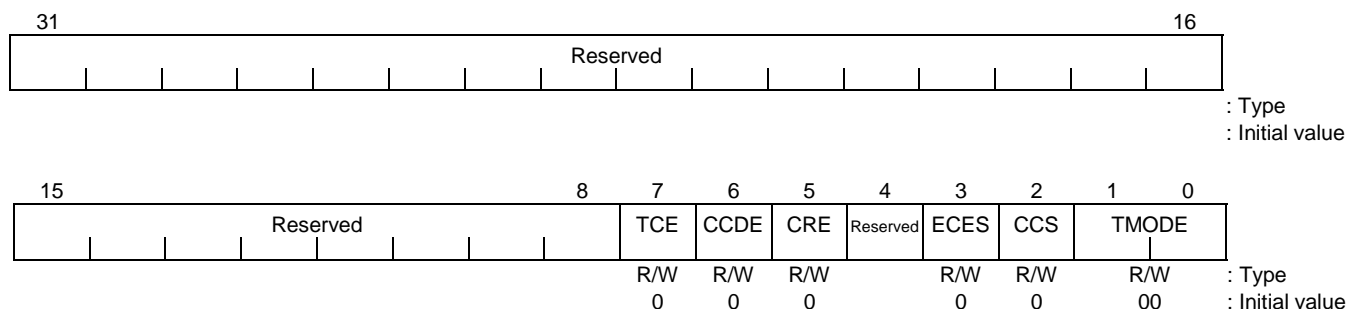 31 16
Reserved
: Type
: Initial value
15 8 7 6 5 4 3 2 1 0
Reserved TCE CCDE CRE Reserved ECES CCS TMODE
R/W R/W R/W R/W R/W R/W : Type
0 0 0 0 0 00 : Initial value